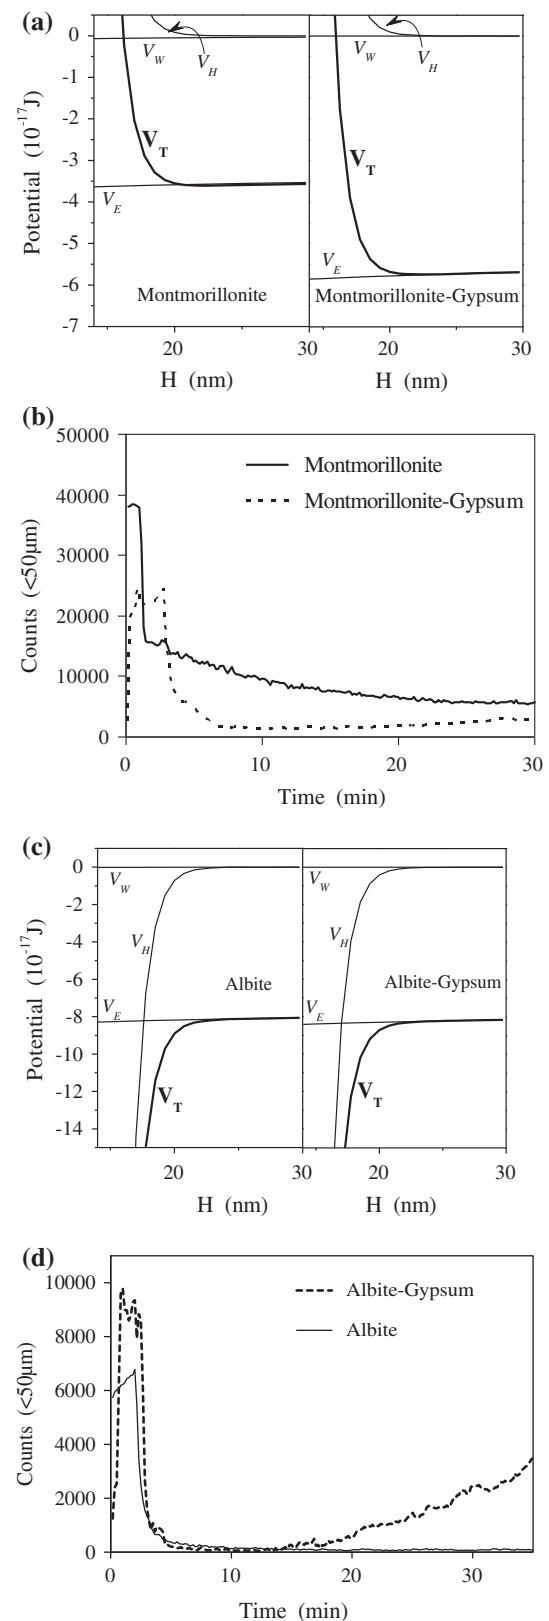 (a)
0
-1
-2
-3
-4
-5
-6
-7
Potential (10⁻¹⁷J)
V_W
V_H
V_T
V_E
Montmorillonite
20
30
H (nm)
V_W
V_H
V_T
V_E
Montmorillonite-Gypsum
20
30
H (nm)
(b)
50000
40000
30000
20000
10000
0
Counts (<50μm)
Montmorillonite
Montmorillonite-Gypsum
0
10
20
30
Time (min)
(c)
0
-2
-4
-6
-8
-10
-12
-14
Potential (10⁻¹⁷J)
V_W
V_H
Albite
V_E
V_T
20
30
H (nm)
V_W
V_H
Albite-Gypsum
V_E
V_T
20
30
H (nm)
(d)
10000
8000
6000
4000
2000
0
Counts (<50μm)
Albite-Gypsum
Albite
0
10
20
30
Time (min)